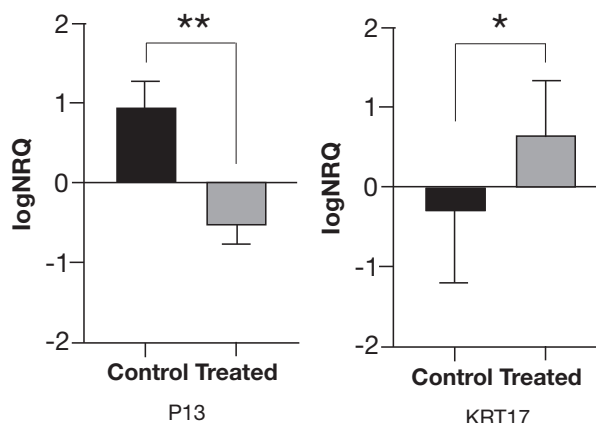 **
2
1
0
-1
-2
logNRQ
Control Treated
P13
*
2
1
0
-1
-2
logNRQ
Control Treated
KRT17